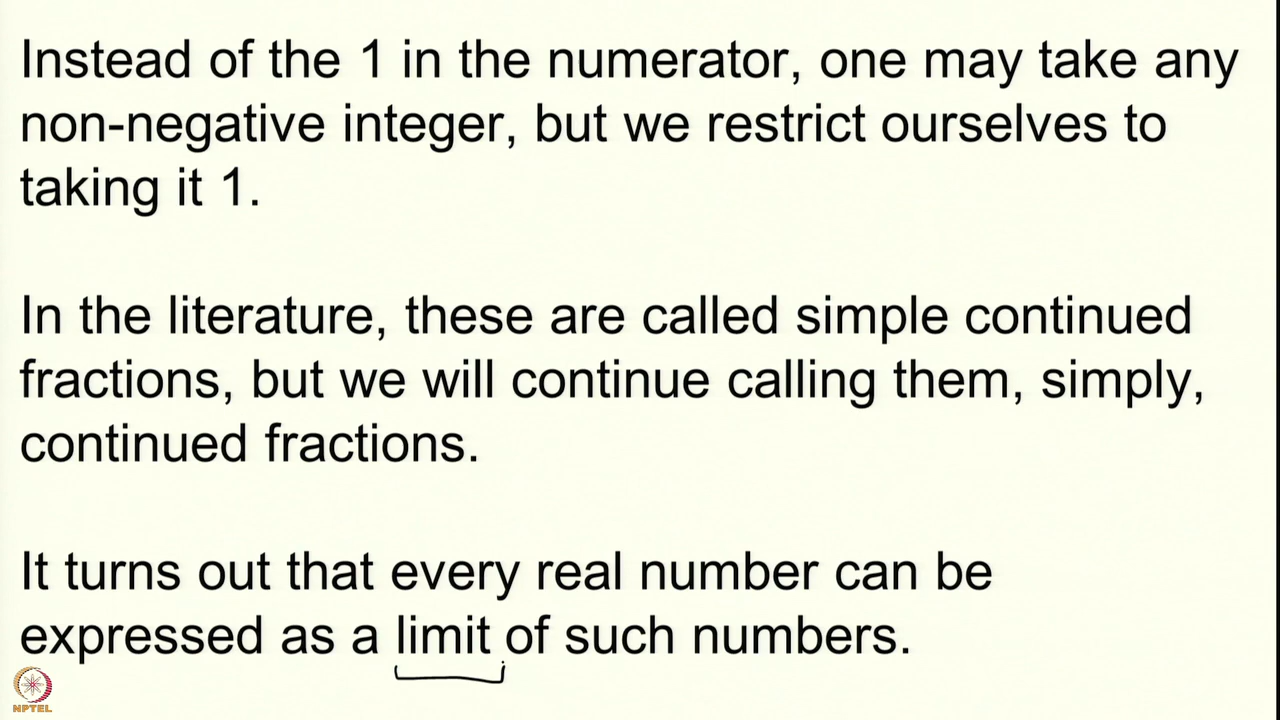 Instead of the 1 in the numerator, one may take any
non-negative integer, but we restrict ourselves to
taking it 1.
In the literature, these are called simple continued
fractions, but we will continue calling them, simply,
continued fractions.
It turns out that every real number can be
expressed as a limit of such numbers.
NPTEL